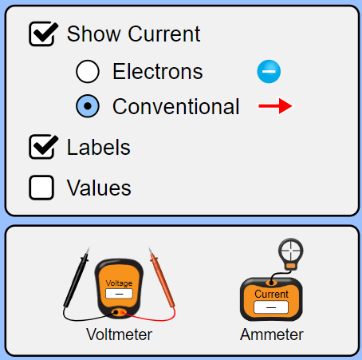 Show Current
Electrons
Conventional
Labels
Values
Voltage
Current
Voltmeter
Ammeter